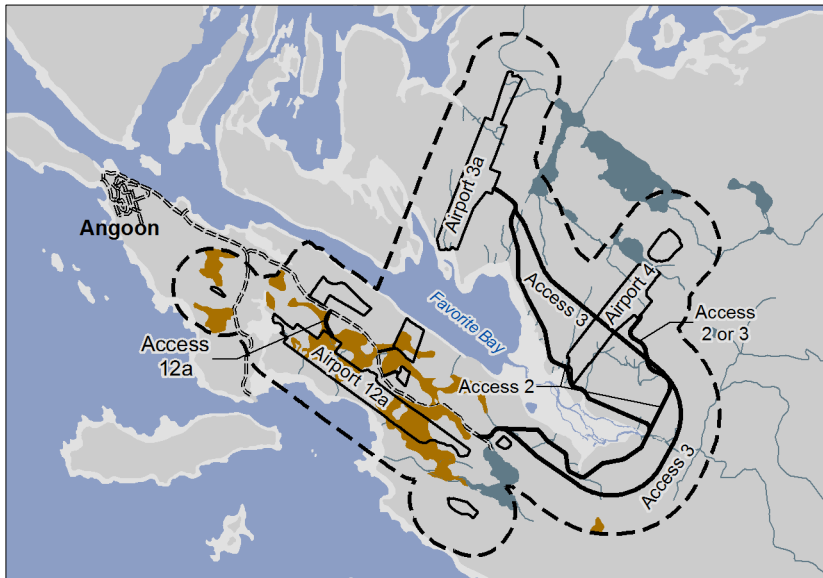 Airport 3a
Angoon
Access 3
Airport 4
Favorite Bay
Access
2 or 3
Access
12a
Airport 12a
Access 2
Access 3